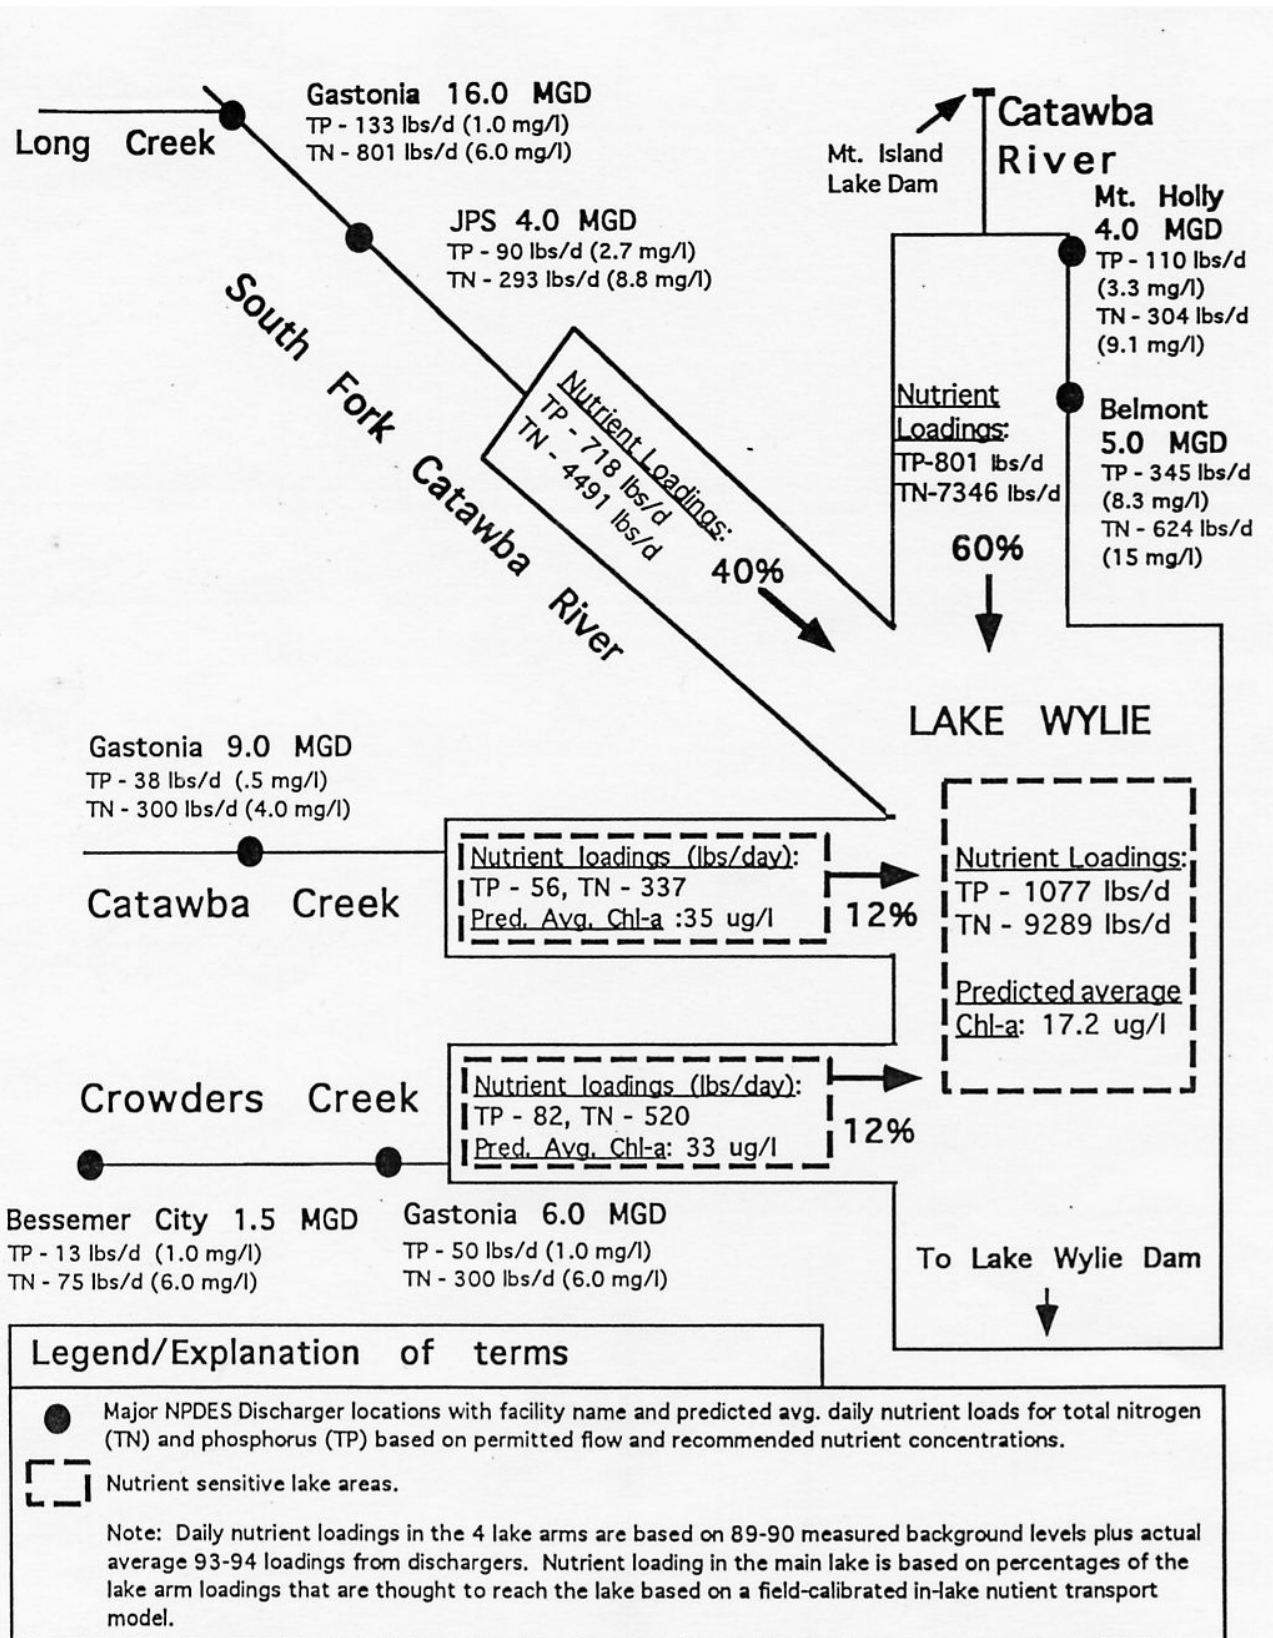 Gastonia 16.0 MGD
TP - 133 lbs/d (1.0 mg/l)
TN - 801 lbs/d (6.0 mg/l)
Long Creek
JPS 4.0 MGD
TP - 90 lbs/d (2.7 mg/l)
TN - 293 lbs/d (8.8 mg/l)
South Fork Catawba River
Nutrient Loadings:
TP - 718 lbs/d
TN - 4491 lbs/d
40%
Mt. Island
Lake Dam
Catawba
River
Mt. Holly
4.0 MGD
TP - 110 lbs/d
(3.3 mg/l)
TN - 304 lbs/d
(9.1 mg/l)
Nutrient
Loadings:
TP-801 lbs/d
TN-7346 lbs/d
60%
Belmont
5.0 MGD
TP - 345 lbs/d
(8.3 mg/l)
TN - 624 lbs/d
(15 mg/l)
LAKE WYLIE
Gastonia 9.0 MGD
TP - 38 lbs/d (.5 mg/l)
TN - 300 lbs/d (4.0 mg/l)
Catawba Creek
Nutrient loadings (lbs/day):
TP - 56, TN - 337
Pred. Avg. Chl-a :35 ug/l
12%
Nutrient Loadings:
TP - 1077 lbs/d
TN - 9289 lbs/d
Predicted average
Chl-a: 17.2 ug/l
Crowders Creek
Nutrient loadings (lbs/day):
TP - 82, TN - 520
Pred. Avg. Chl-a: 33 ug/l
12%
Bessemer City 1.5 MGD
TP - 13 lbs/d (1.0 mg/l)
TN - 75 lbs/d (6.0 mg/l)
Gastonia 6.0 MGD
TP - 50 lbs/d (1.0 mg/l)
TN - 300 lbs/d (6.0 mg/l)
To Lake Wylie Dam
Legend/Explanation of terms
Major NPDES Discharger locations with facility name and predicted avg. daily nutrient loads for total nitrogen
(TN) and phosphorus (TP) based on permitted flow and recommended nutrient concentrations.
Nutrient sensitive lake areas.
Note: Daily nutrient loadings in the 4 lake arms are based on 89-90 measured background levels plus actual
average 93-94 loadings from dischargers. Nutrient loading in the main lake is based on percentages of the
lake arm loadings that are thought to reach the lake based on a field-calibrated in-lake nutient transport
model.